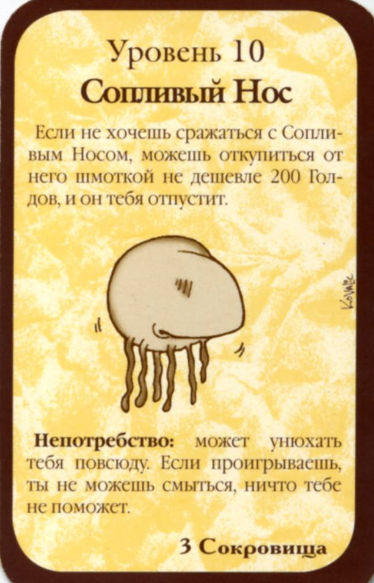 Уровень 10
Сопливый Нос
Если не хочешь сражаться с Сопли-
вым Носом, можешь откупиться от
него шмоткой не дешевле 200 Гол-
дов, и он тебя отпустит.
Kovalic
Непотребство: может унюхать
тебя повсюду. Если проигрываешь,
ты не можешь смыться, ничто тебе
не поможет.
3 Сокровища